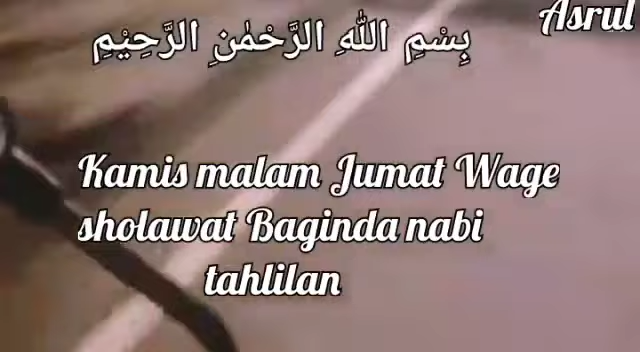 Asrul
بِسْمِ اللّٰهِ الرَّحْمٰنِ الرَّحِيْمِ
Kamis malam Jumat Wage
sholawat Baginda nabi
tahlilan